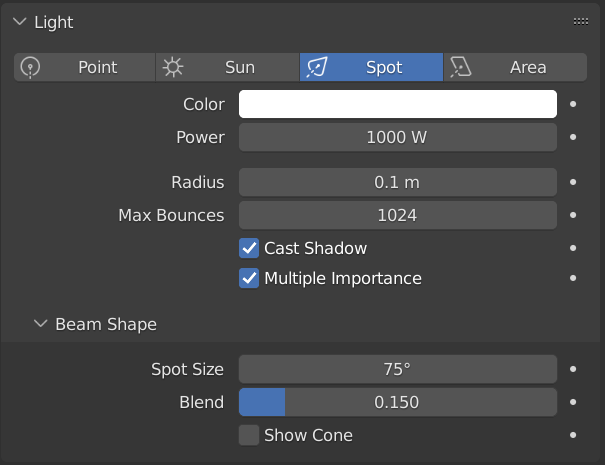 Light
Point Sun Spot Area
Color
Power 1000 W
Radius 0.1 m
Max Bounces 1024
Cast Shadow
Multiple Importance
Beam Shape
Spot Size 75°
Blend 0.150
Show Cone